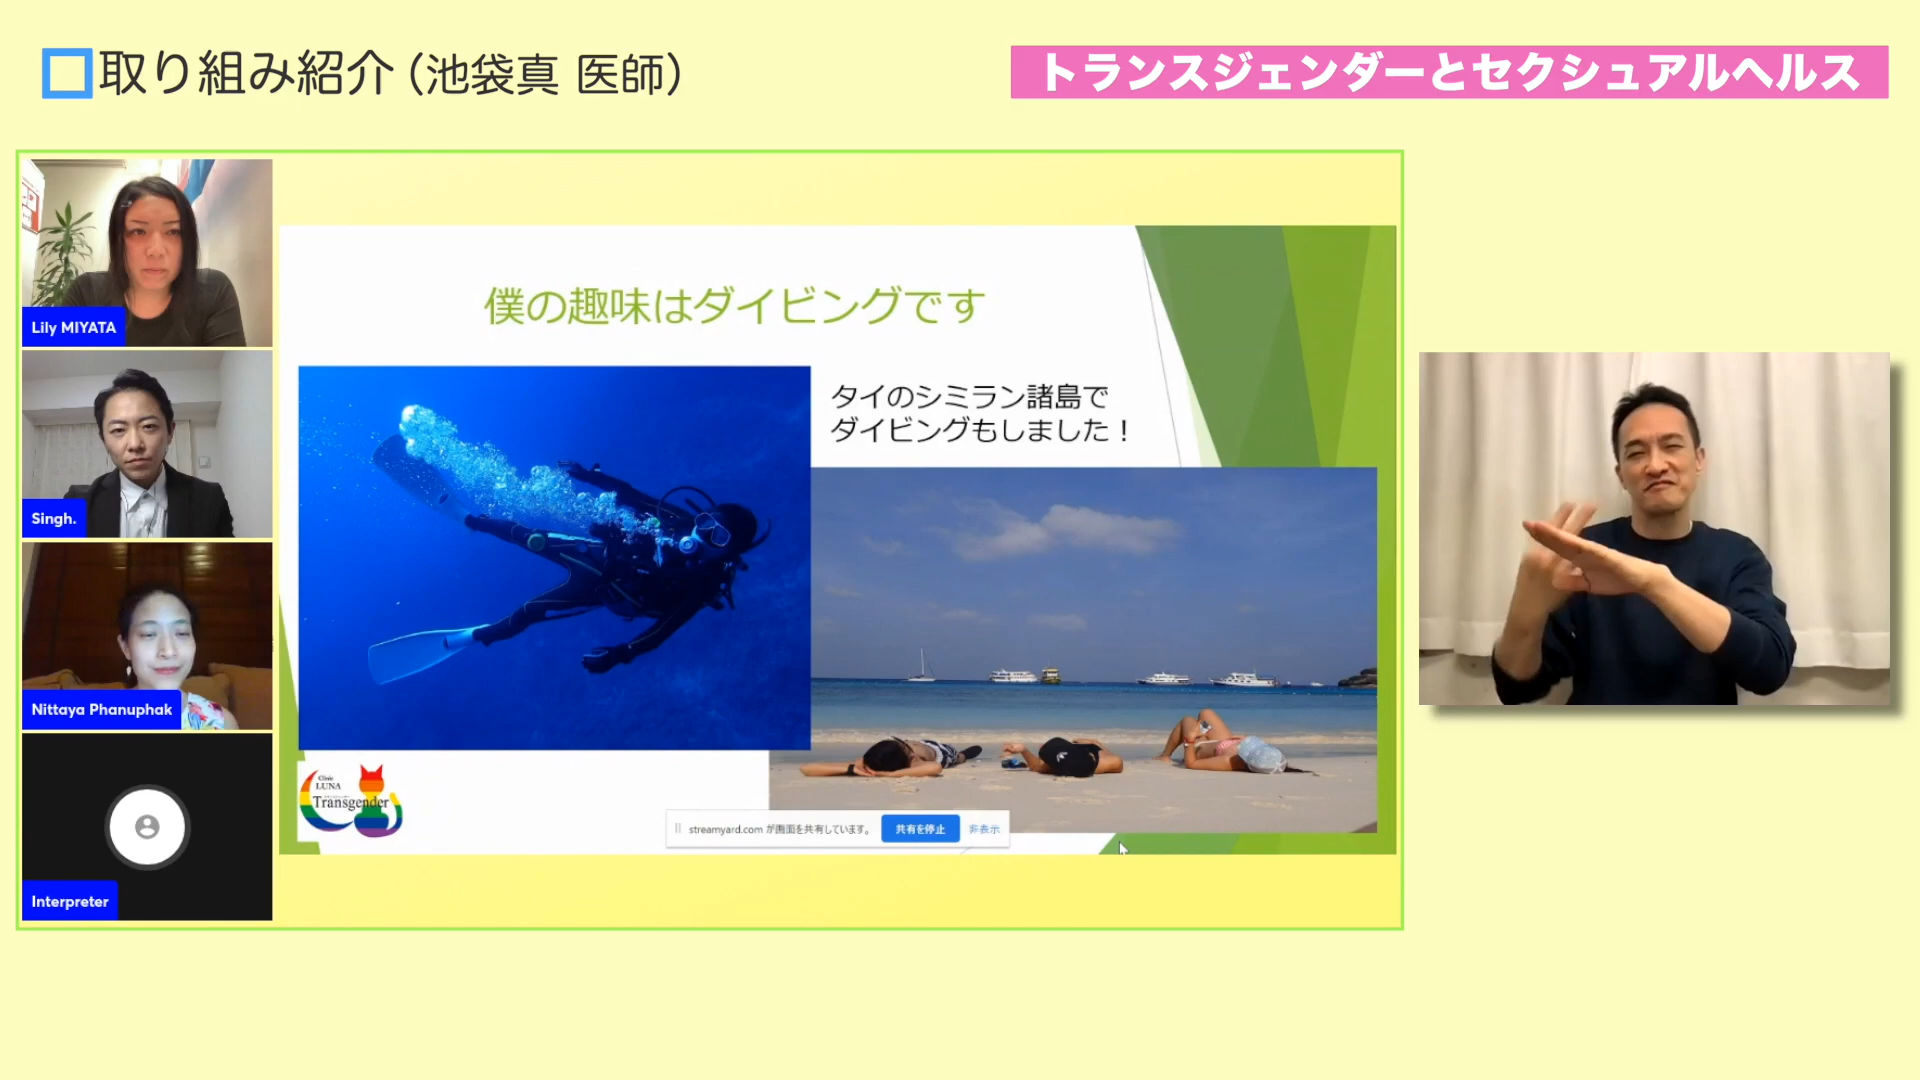 取り組み紹介(池袋真 医師)
トランスジェンダーとセクシュアルヘルス
Lily MIYATA
Singh.
Nittaya Phanuphak
Interpreter
僕の趣味はダイビングです
タイのシミラン諸島で
ダイビングもしました！
Clinic
LUNA
Transgender
streamyard.com が画面を共有しています。 共有を停止 非表示